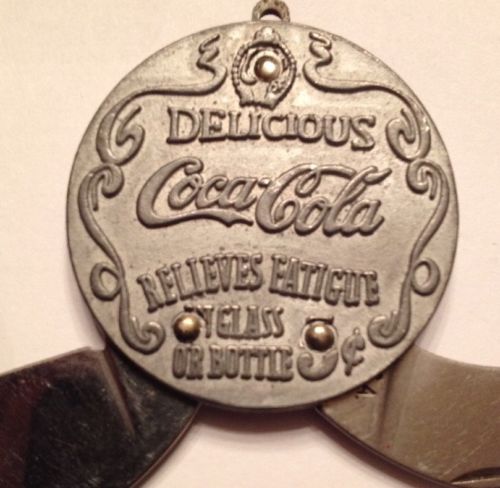 DELICIOUS
Coca-Cola
RELIEVES FATIGUE
IN GLASS
OR BOTTLE 5¢